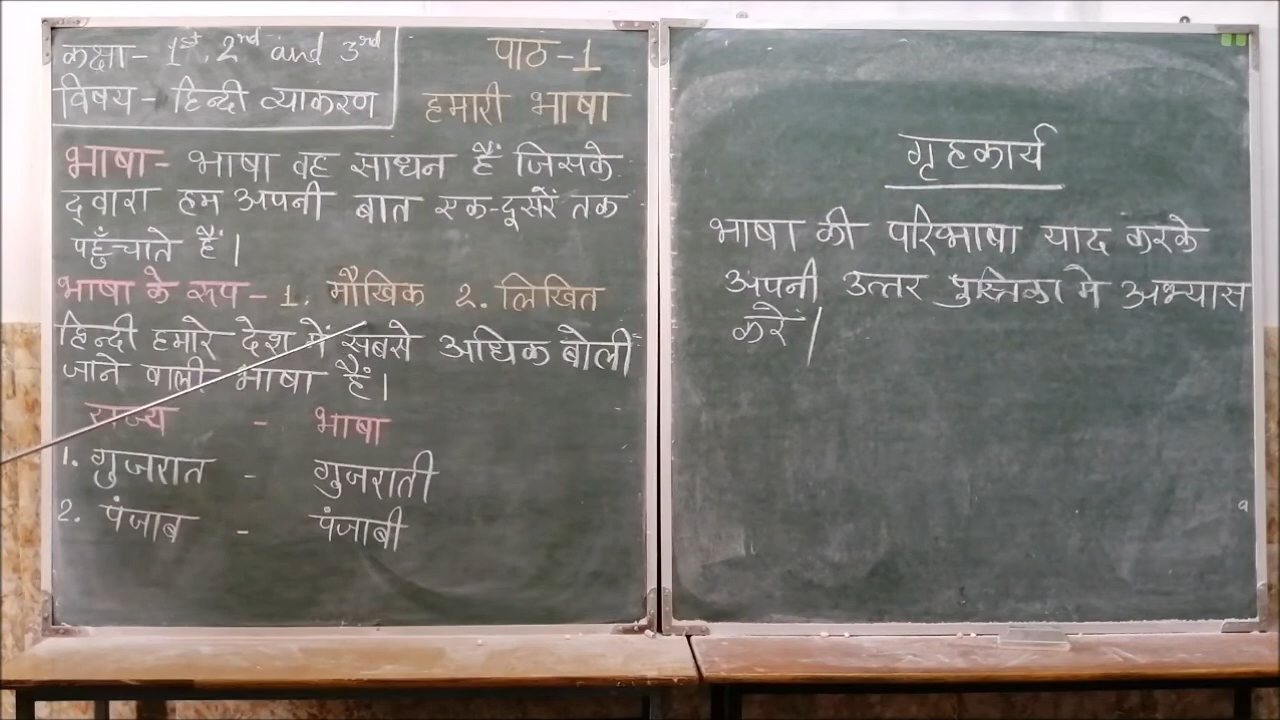 कक्षा- 1st, 2nd and 3rd
विषय - हिन्दी व्याकरण
पाठ-1
हमारी भाषा
भाषा- भाषा वह साधन हैं जिसके
द्‌वारा हम अपनी बात एक-दूसरें तक
पहुँचाते हैं।
भाषा के रूप- 1. मौखिक 2. लिखित
हिन्दी हमारे देश में सबसे अधिक बोली
जाने वाली भाषा हैं।
राज्य - भाषा
1. गुजरात - गुजराती
2. पंजाब - पंजाबी
गृहकार्य
भाषा की परिभाषा याद करके
अपनी उत्तर पुस्तिका मे अभ्यास
करें।